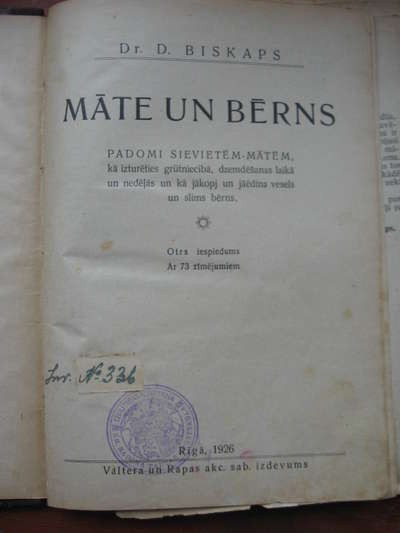 Dr. D. BISKAPS
MĀTE UN BĒRNS
PADOMI SIEVIETĒM-MĀTĒM,
kā izturēties grūtniecībā, dzemdēšanas laikā
un nedēļās un kā jākopj un jāēdina vesels
un slims bērns.
Otrs iespiedums
Ar 73 zīmējumiem
Inv. № 336
Rīgā, 1926
Valtera un Rapas akc. sab. izdevums